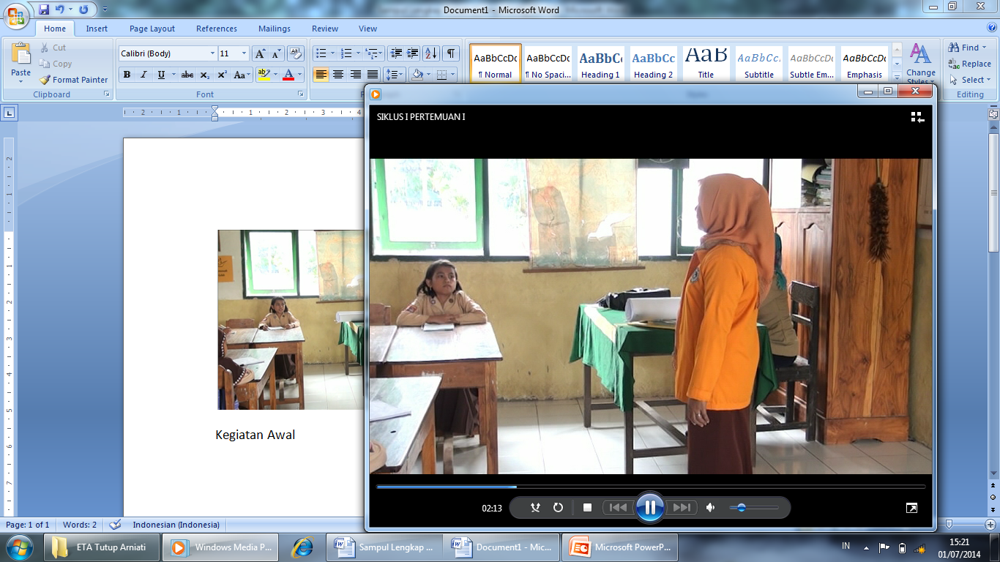 Document1 - Microsoft Word
Home Insert Page Layout References Mailings Review View
Paste
Cut
Copy
Format Painter
Clipboard
Calibri (Body) 11
B I U abc x₂ x² Aa
Font
AaBbCcDc AaBbCcDc AaBbC AaBbCc AaB AaBbCc. AaBbCcDc AaBbCcDc
¶ Normal ¶ No Spaci... Heading 1 Heading 2 Title Subtitle Subtle Em... Emphasis
Change Styles
Find
Replace
Select
Editing
SIKLUS I PERTEMUAN I
Kegiatan Awal
02:13
Page: 1 of 1 Words: 2 Indonesian (Indonesia)
ETA Tutup Arniati Windows Media P... Sampul Lengkap ... Document1 - Mic... Microsoft PowerP... IN 15:21
01/07/2014